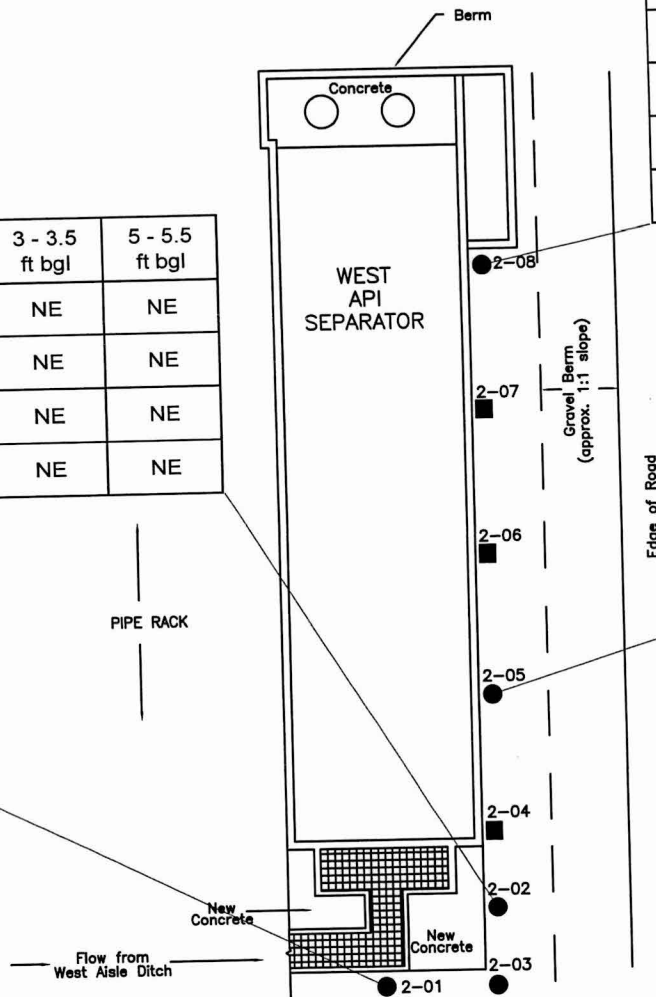 Berm
Concrete
3 - 3.5
ft bgl
5 - 5.5
ft bgl
NE
NE
NE
NE
NE
NE
NE
NE
WEST
API
SEPARATOR
2-08
2-07
Gravel Berm
(approx. 1:1 slope)
Edge of Road
2-06
PIPE RACK
2-05
2-04
2-02
New
Concrete
New
Concrete
Flow from
West Aisle Ditch
2-01
2-03